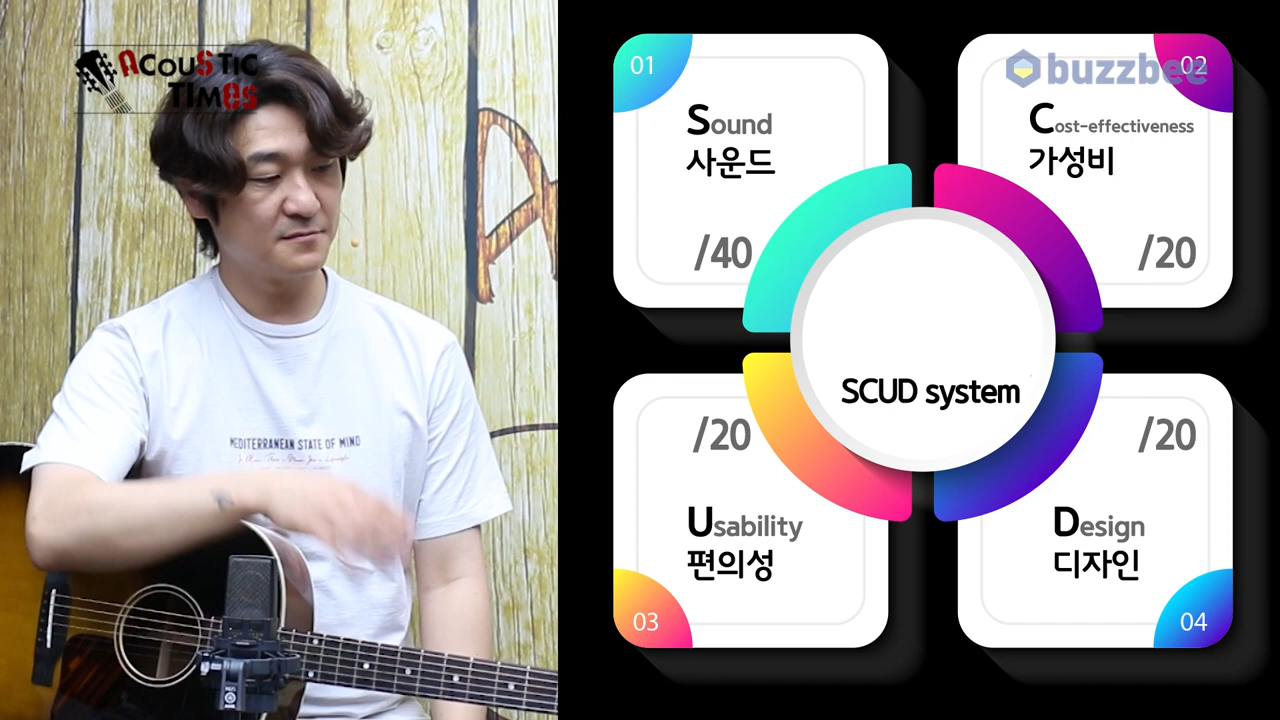 ACOUSTIC
TIMES
MEDITERRANEAN STATE OF MIND
01
Sound
사운드
/40
buzzbee
02
Cost-effectiveness
가성비
/20
SCUD system
/20
Usability
편의성
03
/20
Design
디자인
04